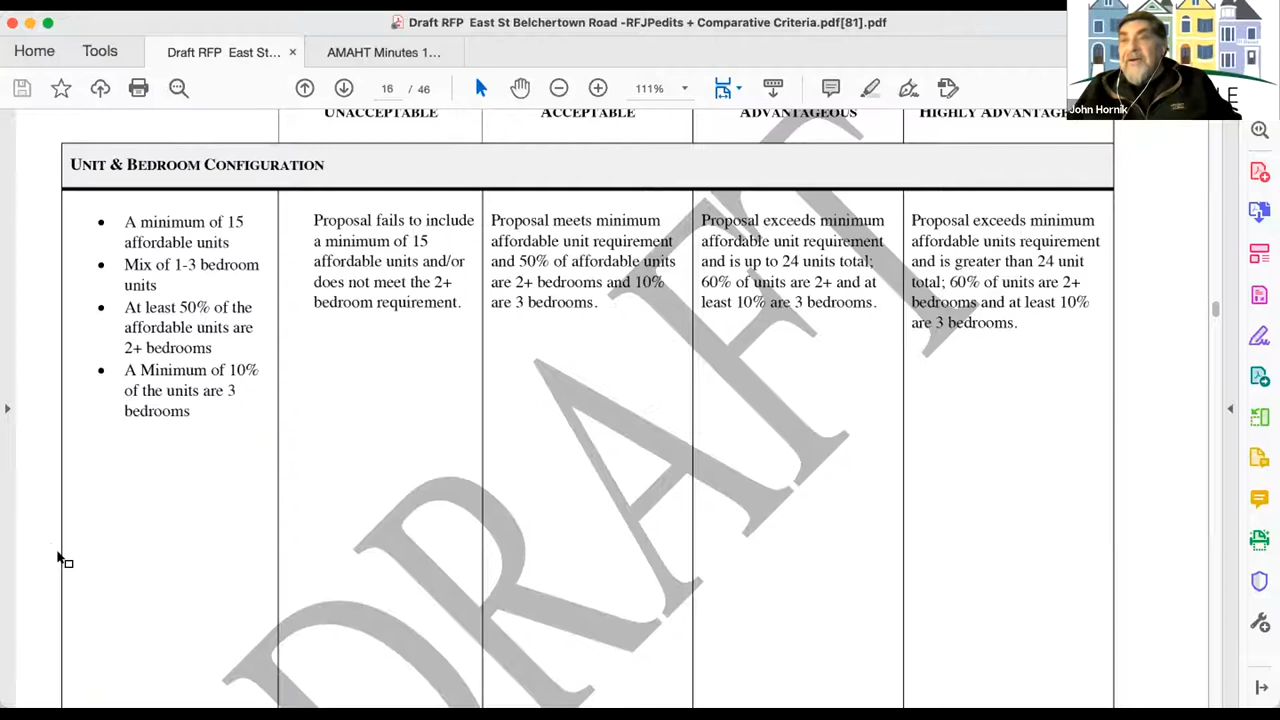 Draft RFP East St Belchertown Road -RFJPedits + Comparative Criteria.pdf[81].pdf
Home
Tools
Draft RFP East St...
×
AMAHT Minutes 1...
16
/ 46
111%
John Hornik
LE
UNACCEPTABLE
ACCEPTABLE
ADVANTAGEOUS
HIGHLY ADVANTAG
UNIT & BEDROOM CONFIGURATION
• A minimum of 15
affordable units
• Mix of 1-3 bedroom
units
• At least 50% of the
affordable units are
2+ bedrooms
• A Minimum of 10%
of the units are 3
bedrooms
Proposal fails to include
a minimum of 15
affordable units and/or
does not meet the 2+
bedroom requirement.
Proposal meets minimum
affordable unit requirement
and 50% of affordable units
are 2+ bedrooms and 10%
are 3 bedrooms.
Proposal exceeds minimum
affordable unit requirement
and is up to 24 units total;
60% of units are 2+ and at
least 10% are 3 bedrooms.
Proposal exceeds minimum
affordable units requirement
and is greater than 24 unit
total; 60% of units are 2+
bedrooms and at least 10%
are 3 bedrooms.
DRAFT